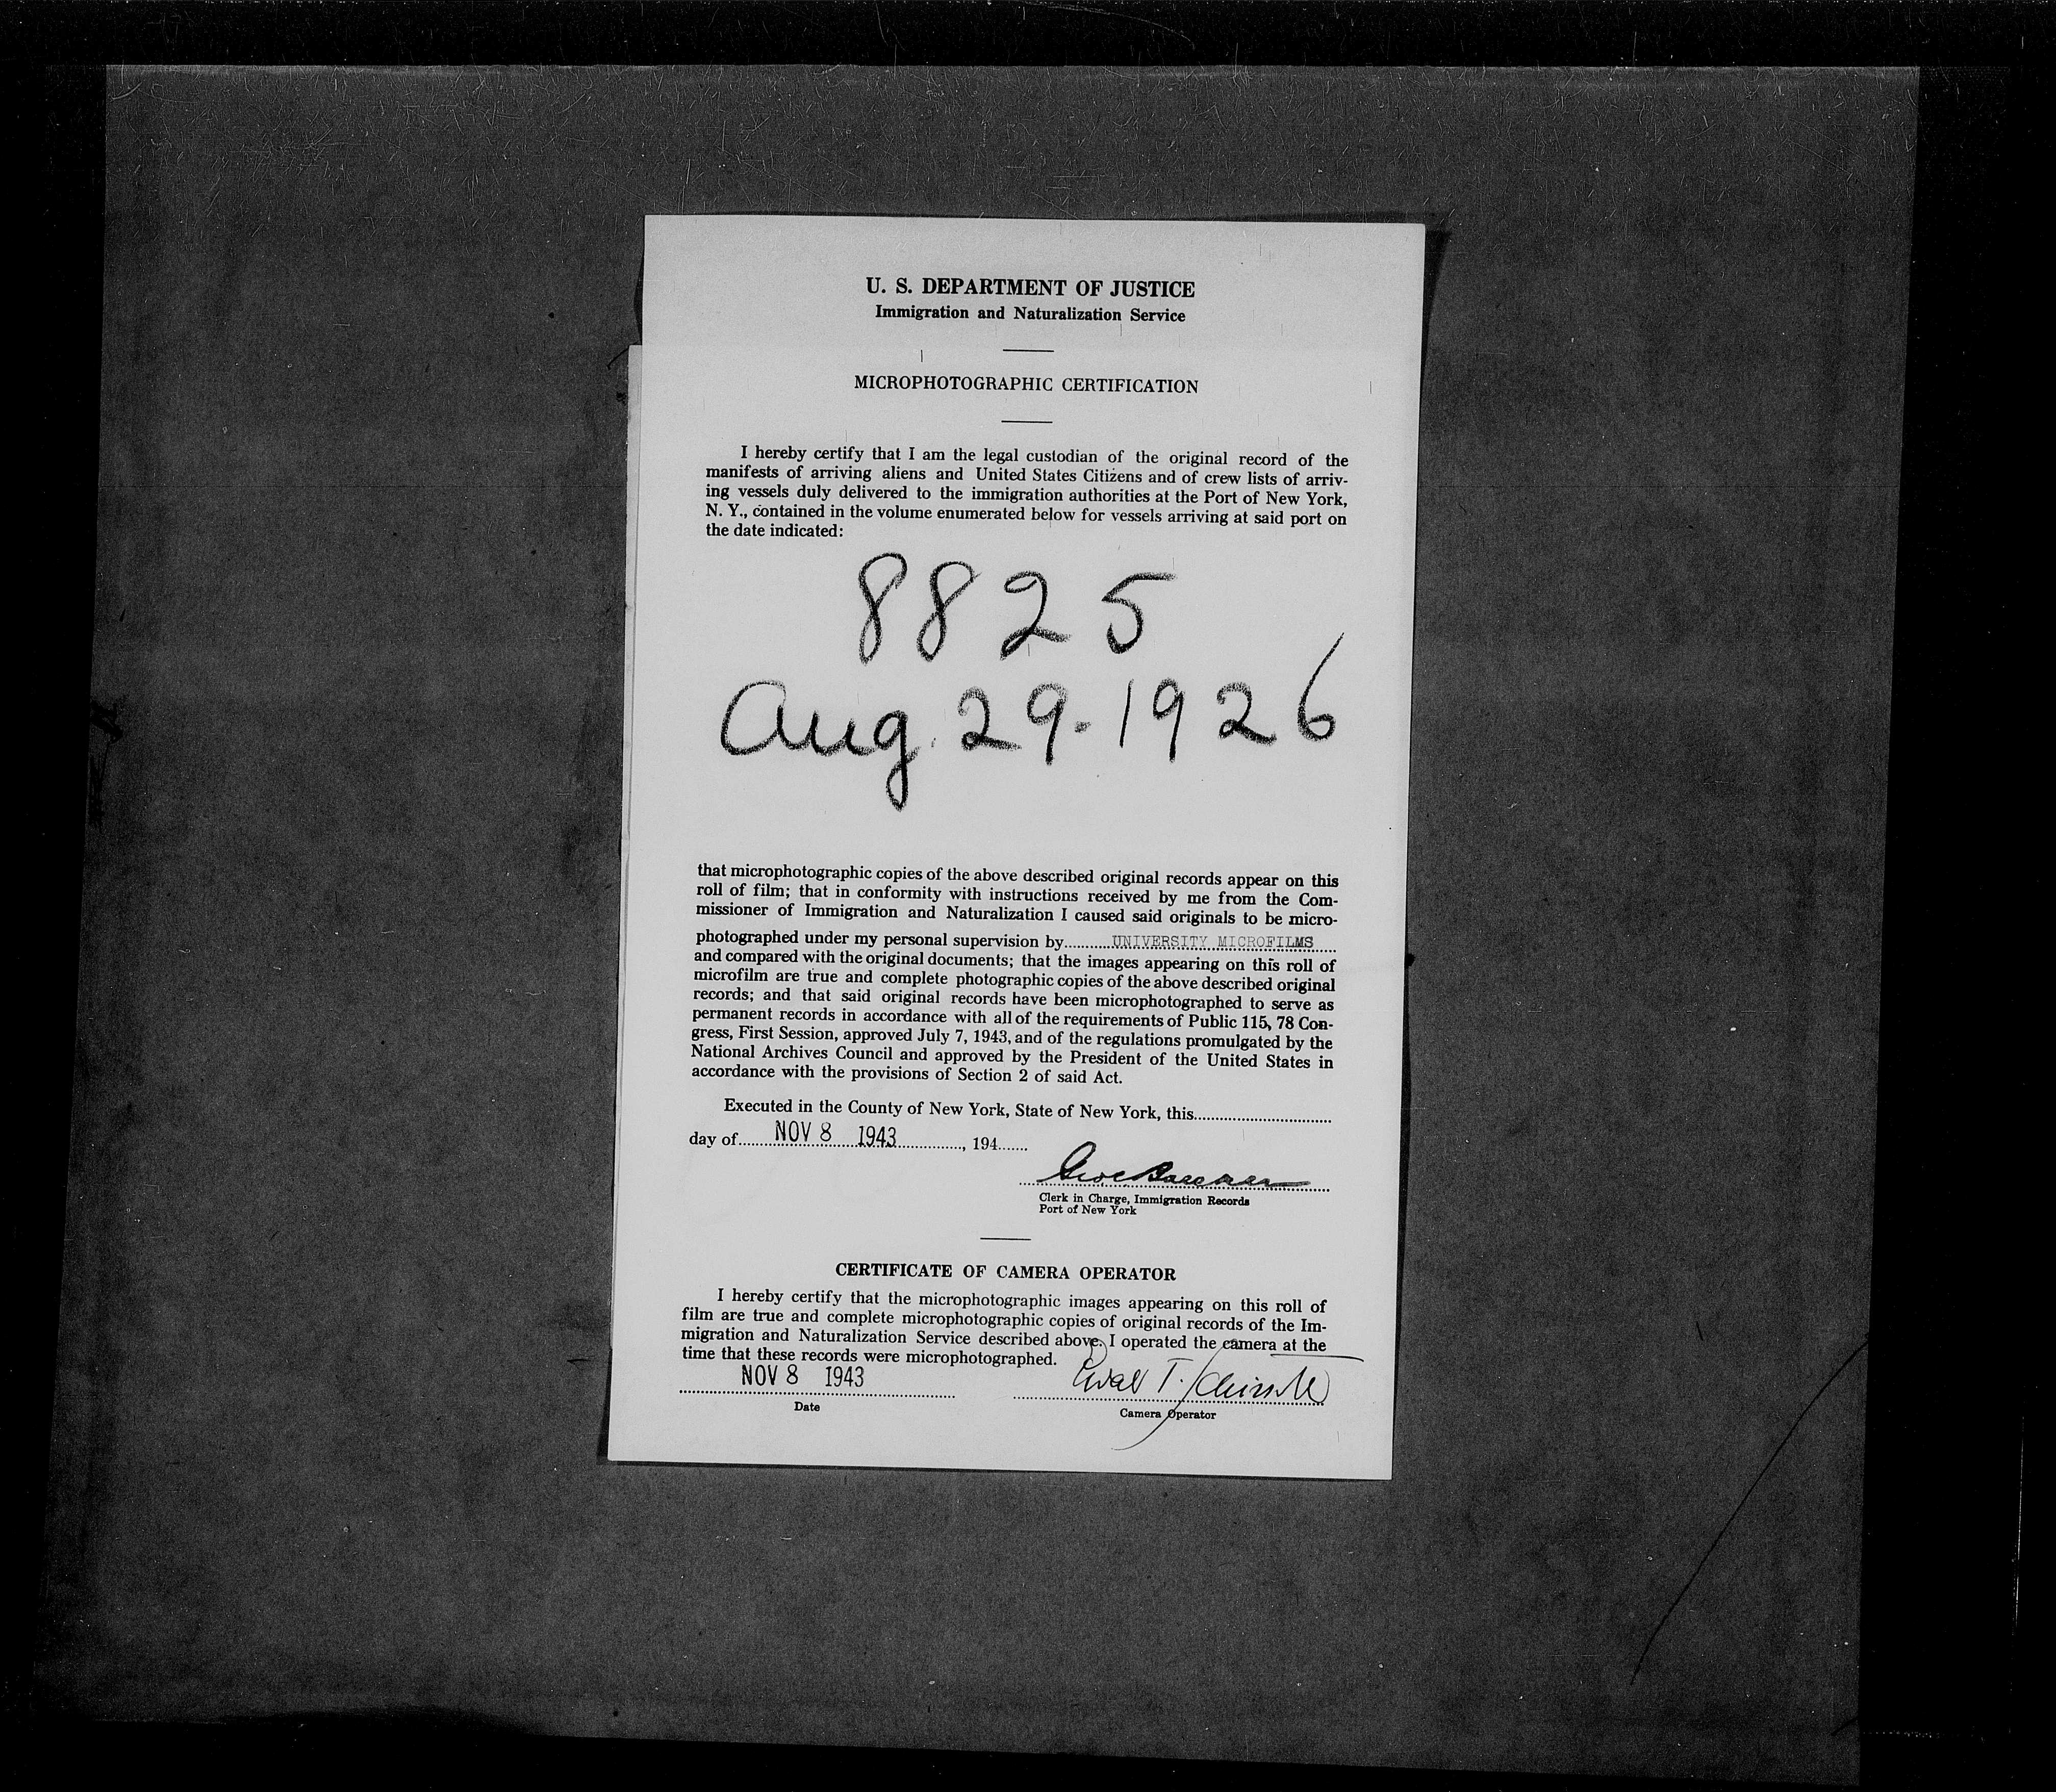 U. S. DEPARTMENT OF JUSTICE
Immigration and Naturalization Service
MICROPHOTOGRAPHIC CERTIFICATION
I hereby certify that I am the legal custodian of the original record of the
manifests of arriving aliens and United States Citizens and of crew lists of arriv-
ing vessels duly delivered to the immigration authorities at the Port of New York,
N. Y., contained in the volume enumerated below for vessels arriving at said port on
the date indicated:
8825
Aug. 29-1926
that microphotographic copies of the above described original records appear on this
roll of film; that in conformity with instructions received by me from the Com-
missioner of Immigration and Naturalization I caused said originals to be micro-
photographed under my personal supervision by UNIVERSITY MICROFILMS
and compared with the original documents; that the images appearing on this roll of
microfilm are true and complete photographic copies of the above described original
records; and that said original records have been microphotographed to serve as
permanent records in accordance with all of the requirements of Public 115, 78 Con-
gress, First Session, approved July 7, 1943, and of the regulations promulgated by the
National Archives Council and approved by the President of the United States in
accordance with the provisions of Section 2 of said Act.
Executed in the County of New York, State of New York, this
day of NOV 8 1943, 194
Clerk in Charge, Immigration Records
Port of New York
CERTIFICATE OF CAMERA OPERATOR
I hereby certify that the microphotographic images appearing on this roll of
film are true and complete microphotographic copies of original records of the Im-
migration and Naturalization Service described above. I operated the camera at the
time that these records were microphotographed.
NOV 8 1943
T.
Date
Camera Operator